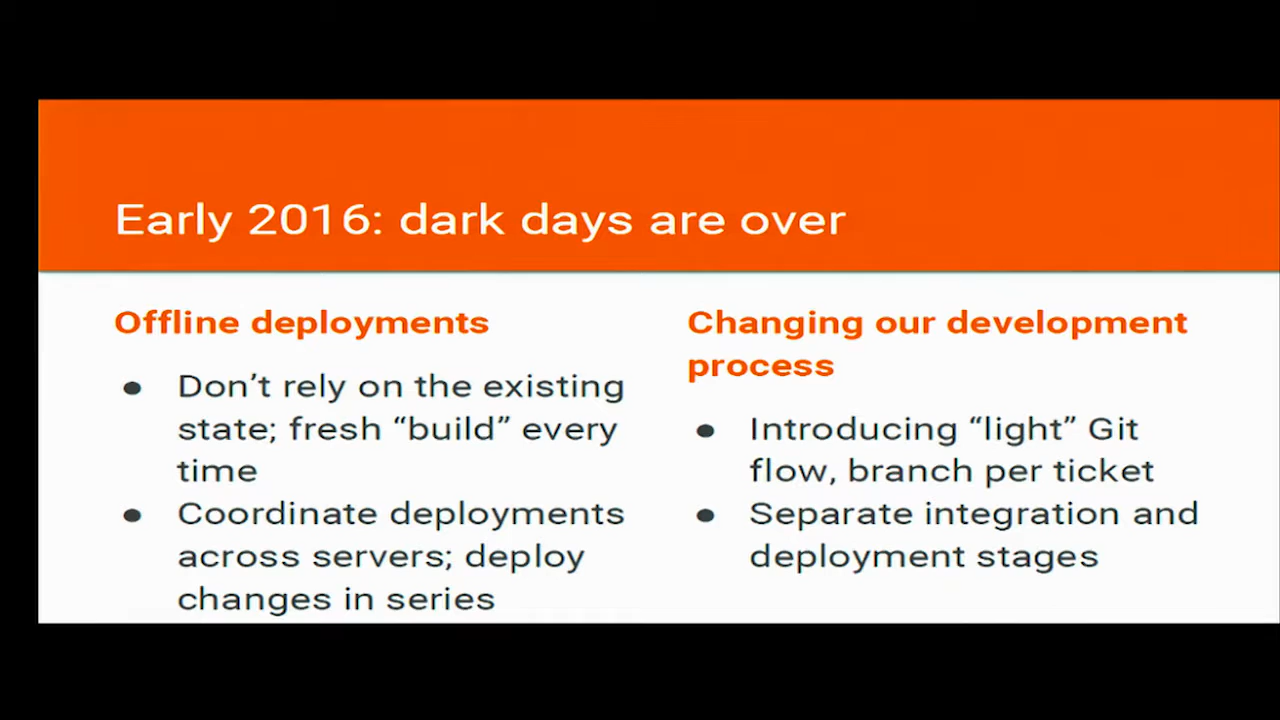 Early 2016: dark days are over
Offline deployments
● Don’t rely on the existing
state; fresh “build” every
time
● Coordinate deployments
across servers; deploy
changes in series
Changing our development
process
● Introducing “light” Git
flow, branch per ticket
● Separate integration and
deployment stages